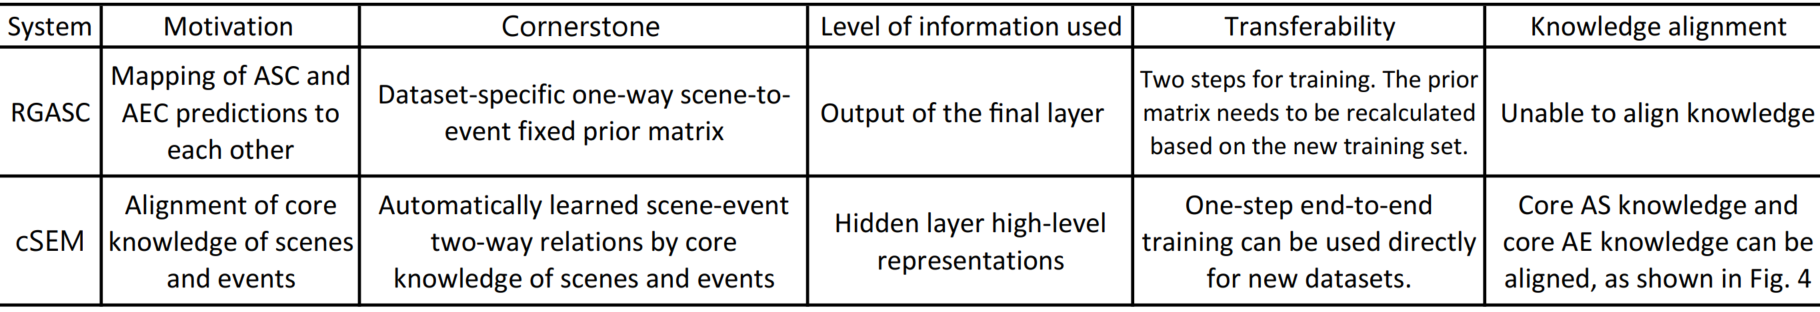 System
Motivation
Cornerstone
Level of information used
Transferability
Knowledge alignment
RGASC
Mapping of ASC and
AEC predictions to
each other
Dataset-specific one-way scene-to-
event fixed prior matrix
Output of the final layer
Two steps for training. The prior
matrix needs to be recalculated
based on the new training set.
Unable to align knowledge
cSEM
Alignment of core
knowledge of scenes
and events
Automatically learned scene-event
two-way relations by core
knowledge of scenes and events
Hidden layer high-level
representations
One-step end-to-end
training can be used directly
for new datasets.
Core AS knowledge and
core AE knowledge can be
aligned, as shown in Fig. 4